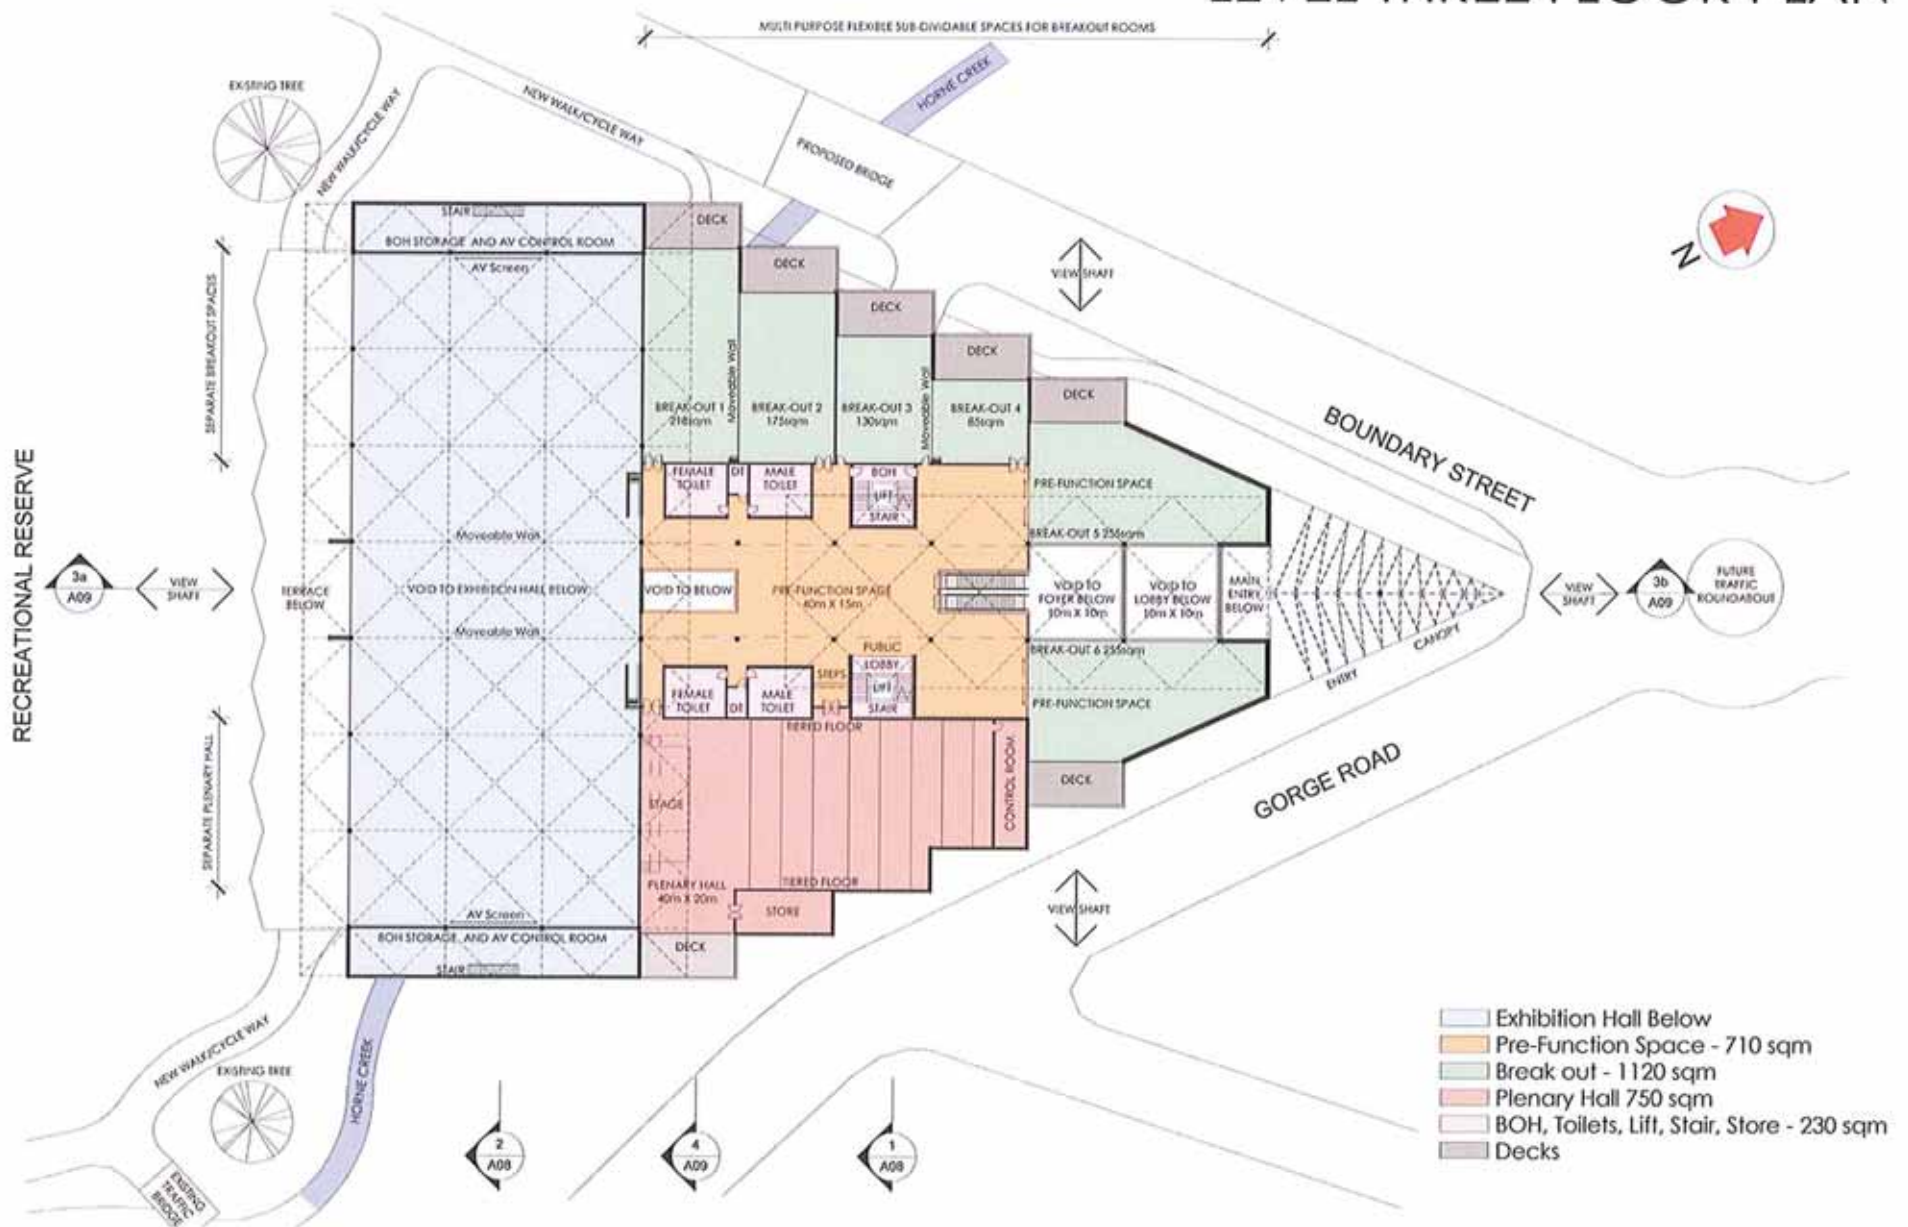 LEVEL THREE FLOOR PLAN
MULTI PURPOSE FLEXIBLE SUB-DIVIDABLE SPACES FOR BREAKOUT ROOMS
EXISTING TREE
NEW WALK/CYCLE WAY
NEW WALK/CYCLE WAY
HORNE CREEK
PROPOSED BRIDGE
N
STAIR
BOH STORAGE AND AV CONTROL ROOM
AV Screen
DECK
DECK
DECK
DECK
DECK
VIEW SHAFT
SEPARATE BREAKOUT SPACES
Moveable Wall
Moveable Wall
BREAK-OUT 1
218sqm
BREAK-OUT 2
175sqm
BREAK-OUT 3
130sqm
BREAK-OUT 4
85sqm
BOUNDARY STREET
FEMALE
TOILET
DT
MALE
TOILET
BOH
LIFT
STAIR
PRE-FUNCTION SPACE
BREAK-OUT 5 255sqm
RECREATIONAL RESERVE
3a
A09
VIEW
SHAFT
TERRACE
BELOW
Moveable Wall
VOID TO EXHIBITION HALL BELOW
Moveable Wall
VOID TO BELOW
PRE-FUNCTION SPACE
40m X 15m
VOID TO
FOYER BELOW
10m X 10m
VOID TO
LOBBY BELOW
10m X 10m
MAIN
ENTRY
BELOW
VIEW
SHAFT
3b
A09
FUTURE
TRAFFIC
ROUNDABOUT
CANOPY
ENTRY
BREAK-OUT 6 255sqm
PRE-FUNCTION SPACE
PUBLIC
LOBBY
LIFT
STAIR
STEPS
FEMALE
TOILET
DT
MALE
TOILET
TIERED FLOOR
SEPARATE PLENARY HALL
STAGE
CONTROL ROOM
DECK
GORGE ROAD
PLENARY HALL
40m X 20m
TIERED FLOOR
STORE
AV Screen
BOH STORAGE AND AV CONTROL ROOM
STAIR
DECK
VIEW SHAFT
NEW WALK/CYCLE WAY
EXISTING TREE
HORNE CREEK
EXISTING
TRAFFIC
BRIDGE
2
A08
4
A09
1
A08
Exhibition Hall Below
Pre-Function Space - 710 sqm
Break out - 1120 sqm
Plenary Hall 750 sqm
BOH, Toilets, Lift, Stair, Store - 230 sqm
Decks